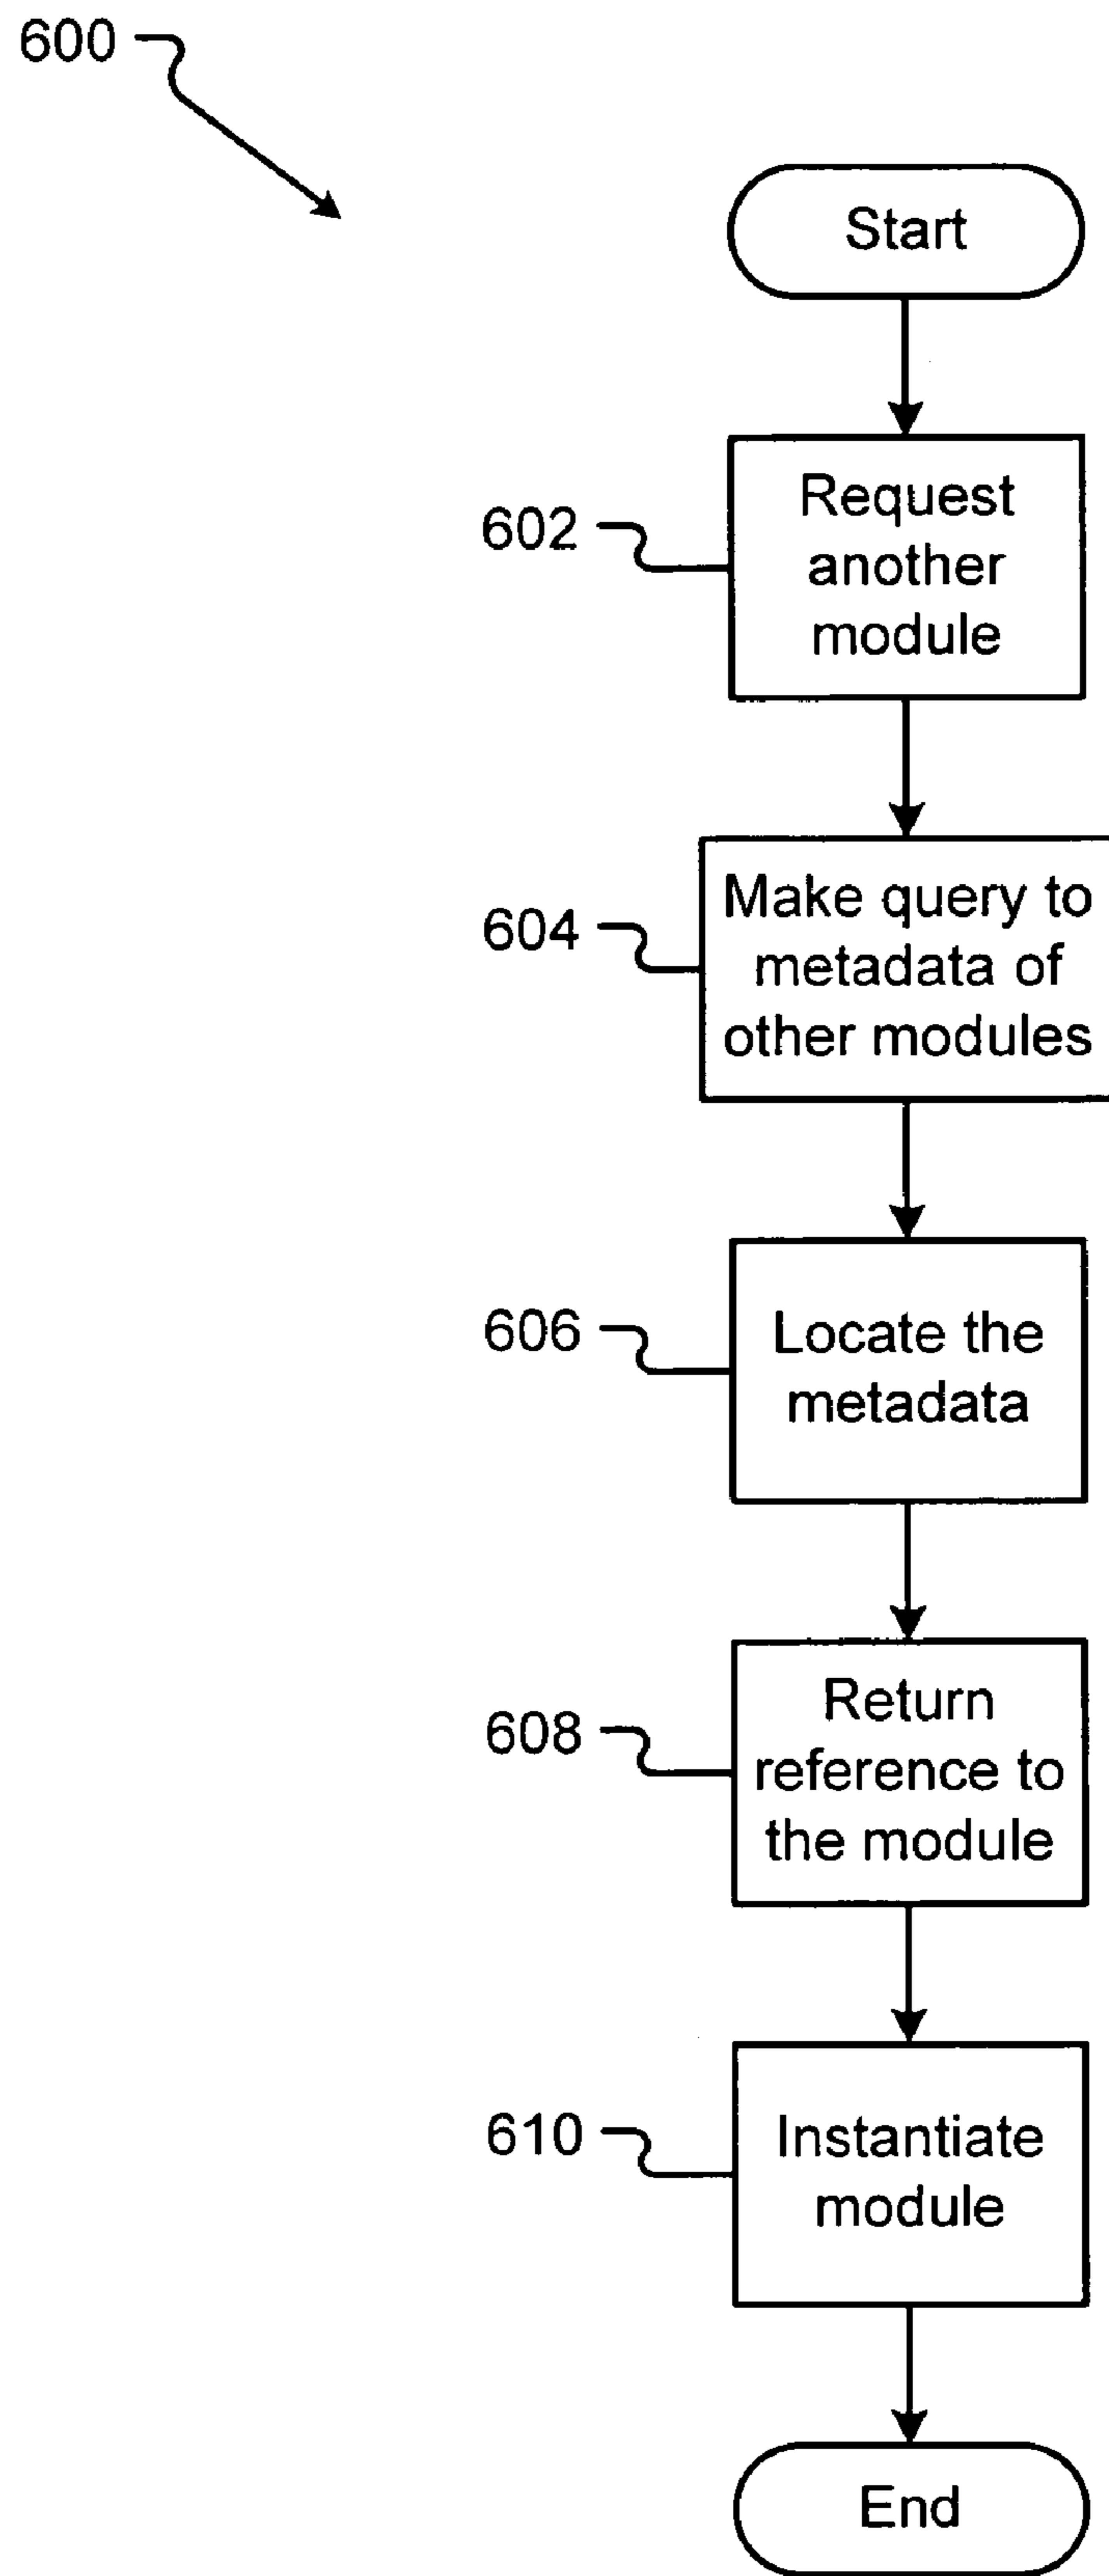 600
Start
602
Request
another
module
604
Make query to
metadata of
other modules
606
Locate the
metadata
608
Return
reference to
the module
610
Instantiate
module
End